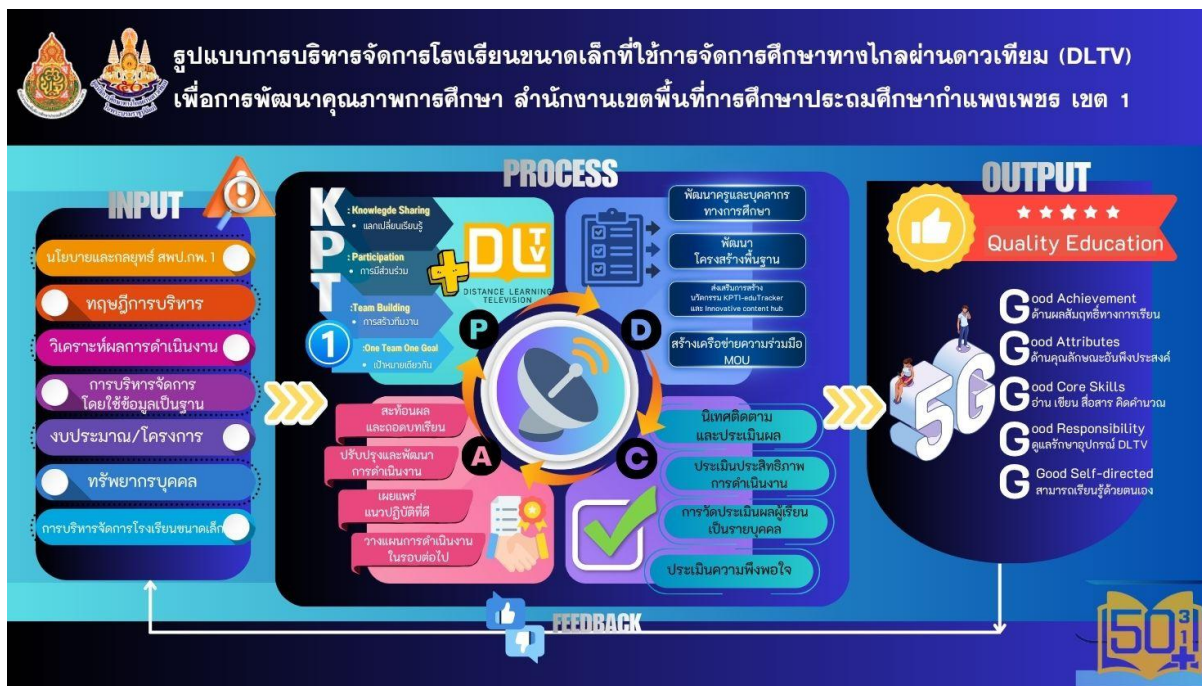 รูปแบบการบริหารจัดการโรงเรียนขนาดเล็กที่ใช้การจัดการศึกษาทางไกลผ่านดาวเทียม (DLTV)
เพื่อการพัฒนาคุณภาพการศึกษา สำนักงานเขตพื้นที่การศึกษาประถมศึกษากำแพงเพชร เขต 1
INPUT
นโยบายและกลยุทธ์ สพป.กพ. 1
ทฤษฎีการบริหาร
วิเคราะห์ผลการดำเนินงาน
การบริหารจัดการ
โดยใช้ข้อมูลเป็นฐาน
งบประมาณ/โครงการ
ทรัพยากรบุคคล
การบริหารจัดการโรงเรียนขนาดเล็ก
PROCESS
K : Knowlegde Sharing
• แลกเปลี่ยนเรียนรู้
P : Participation
• การมีส่วนร่วม
T :Team Building
• การสร้างทีมงาน
1 :One Team One Goal
• เป้าหมายเดียวกัน
DLTV
DISTANCE LEARNING
TELEVISION
P
D
พัฒนาครูและบุคลากร
ทางการศึกษา
พัฒนา
โครงสร้างพื้นฐาน
ส่งเสริมการสร้าง
นวัตกรรม KPT1-eduTracker
และ Innovative content hub
สร้างเครือข่ายความร่วมมือ
MOU
A
สะท้อนผล
และถอดบทเรียน
ปรับปรุงและพัฒนา
การดำเนินงาน
เผยแพร่
แนวปฏิบัติที่ดี
วางแผนการดำเนินงาน
ในรอบต่อไป
C
นิเทศติดตาม
และประเมินผล
ประเมินประสิทธิภาพ
การดำเนินงาน
การวัดประเมินผลผู้เรียน
เป็นรายบุคคล
ประเมินความพึงพอใจ
OUTPUT
Quality Education
5G
Good Achievement
ด้านผลสัมฤทธิ์ทางการเรียน
Good Attributes
ด้านคุณลักษณะอันพึงประสงค์
Good Core Skills
อ่าน เขียน สื่อสาร คิดคำนวณ
Good Responsibility
ดูแลรักษาอุปกรณ์ DLTV
G Good Self-directed
สามารถเรียนรู้ด้วยตนเอง
FEEDBACK
50 31+